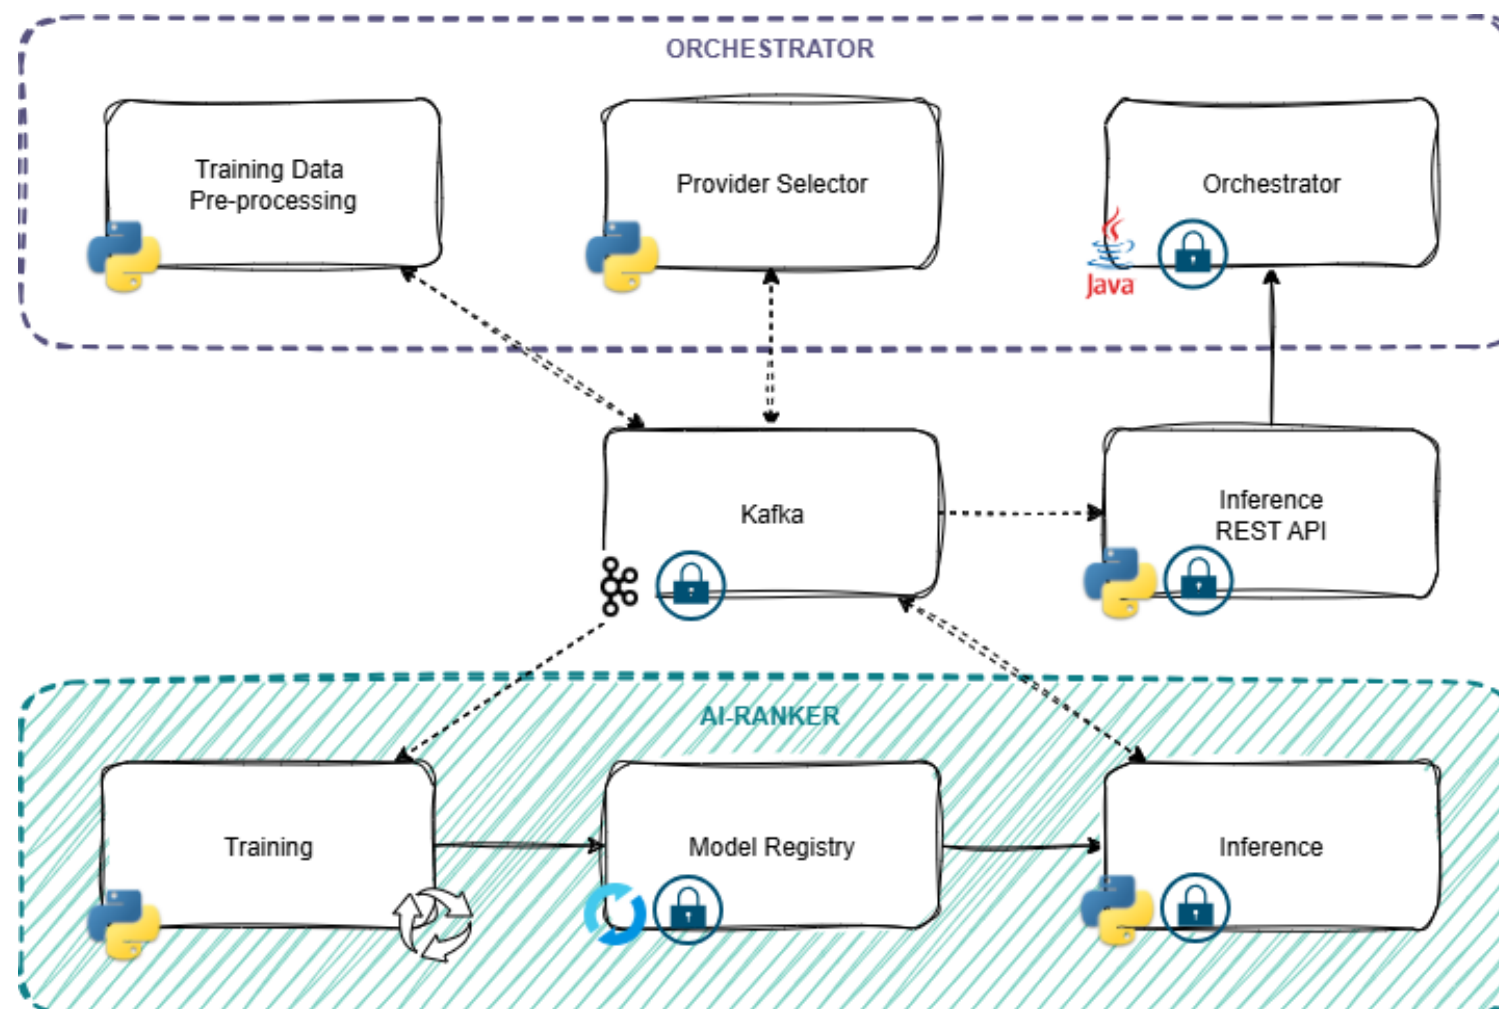 ORCHESTRATOR
Training Data
Pre-processing
Provider Selector
Orchestrator
Java
Kafka
Inference
REST API
AI-RANKER
Training
Model Registry
Inference